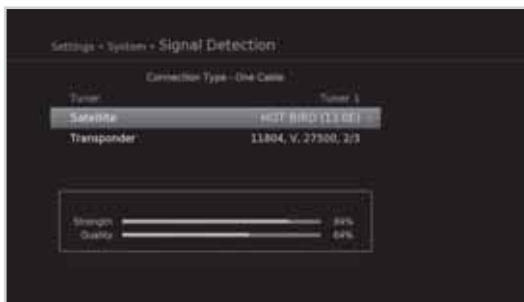 Settings • System • Signal Detection
Connection Type - One Cable
Tuner Tuner 1
Satellite HOT BIRD (13.0E)
Transponder 11804, V, 27500, 2/3
Strength 84%
Quality 64%